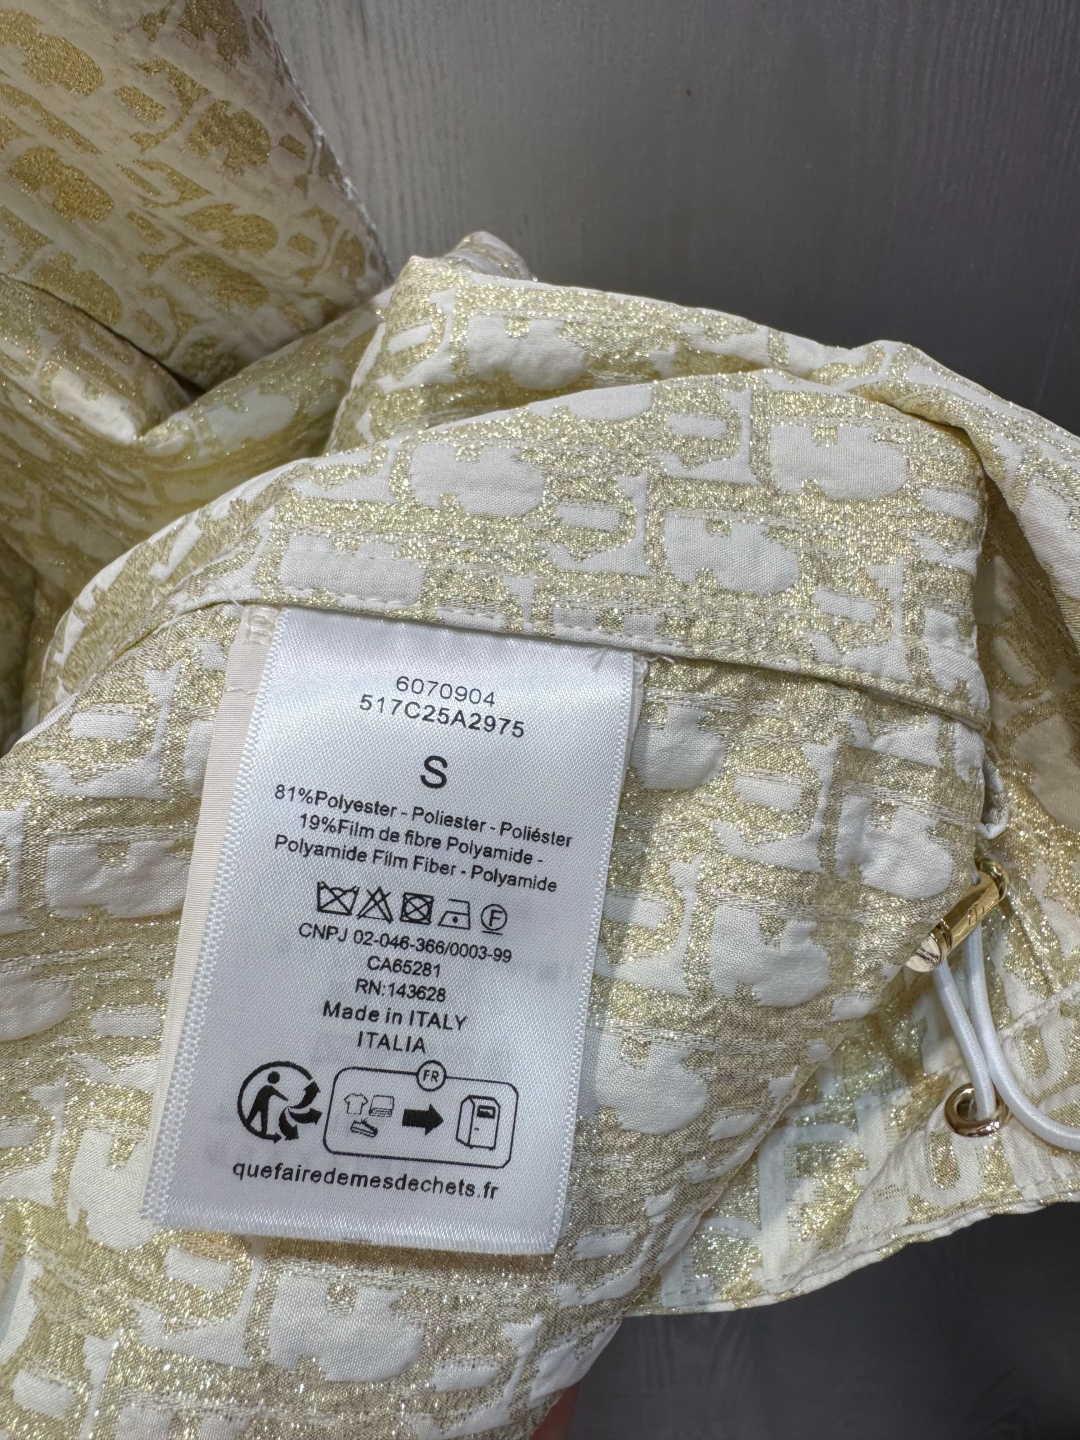 6070904
517C25A2975
S
81%Polyester - Poliester - Poliéster
19%Film de fibre Polyamide -
Polyamide Film Fiber - Polyamide
F
CNPJ 02-046-366/0003-99
CA65281
RN:143628
Made in ITALY
ITALIA
FR
quefairedemesdechets.fr